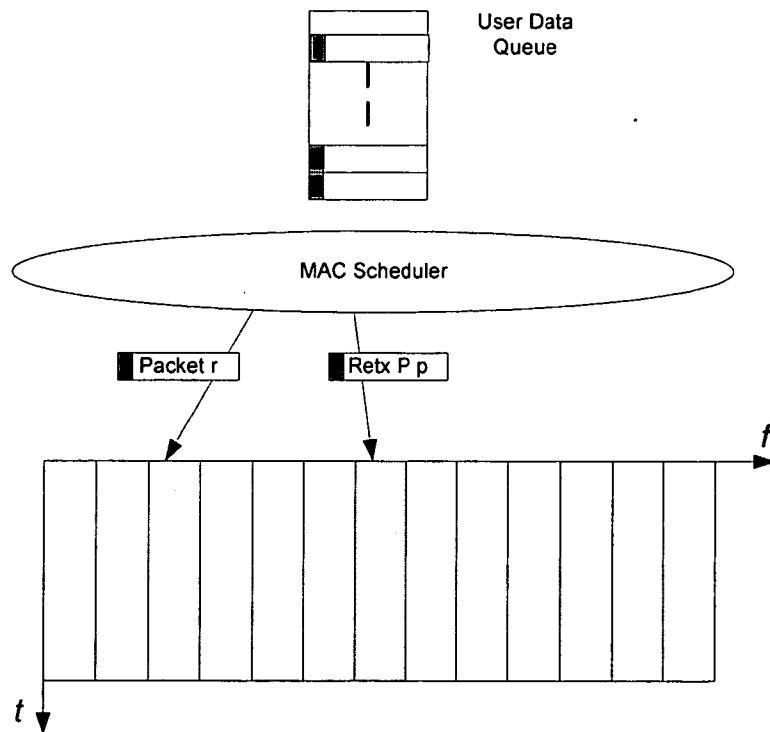 User Data
Queue
MAC Scheduler
Packet r
Retx P p
f
t